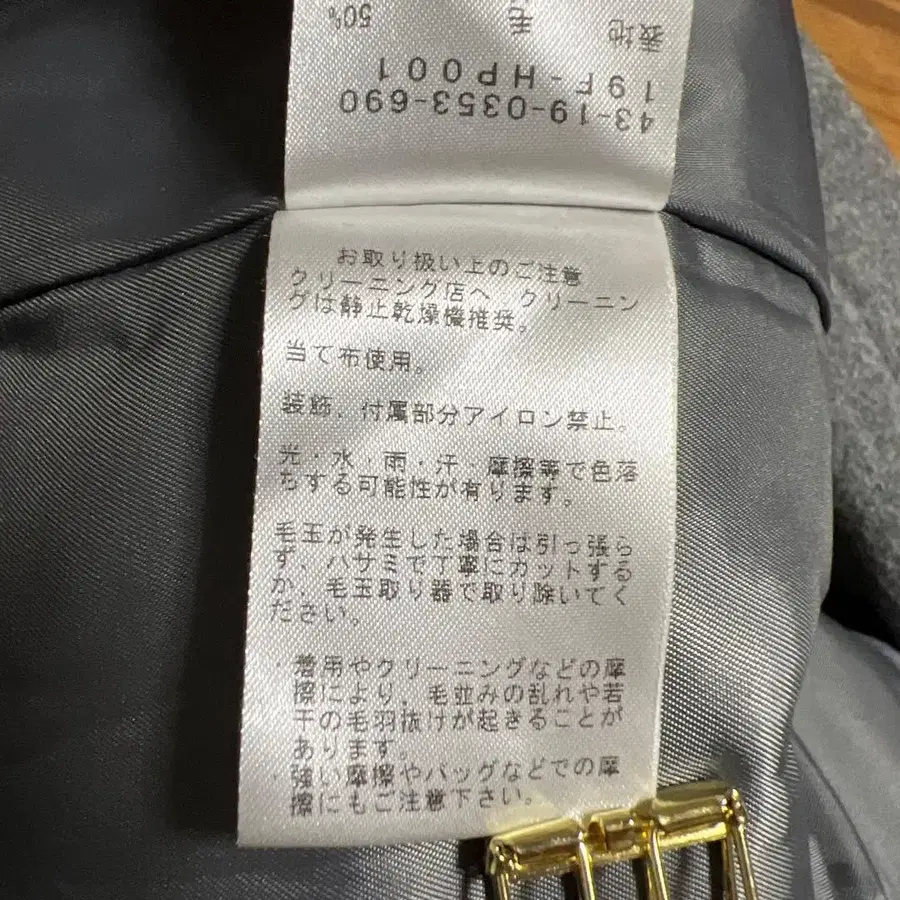 43-19-0353-690
19F-HP001
表地 毛 50%
お取り扱い上のご注意
クリーニング店へ クリーニン
グは静止乾燥機推奨。
当て布使用。
装飾、付属部分アイロン禁止。
光・水・雨・汗・摩擦等で色落
ちする可能性が有ります。
毛玉が発生した場合は引っ張ら
ず、ハサミで丁寧にカットする
か、毛玉取り器で取り除いてく
ださい。
・着用やクリーニングなどの摩
擦により、毛並みの乱れや若
干の毛羽抜けが起きることが
あります。
・強い摩擦やバッグなどでの摩
擦にもご注意下さい。